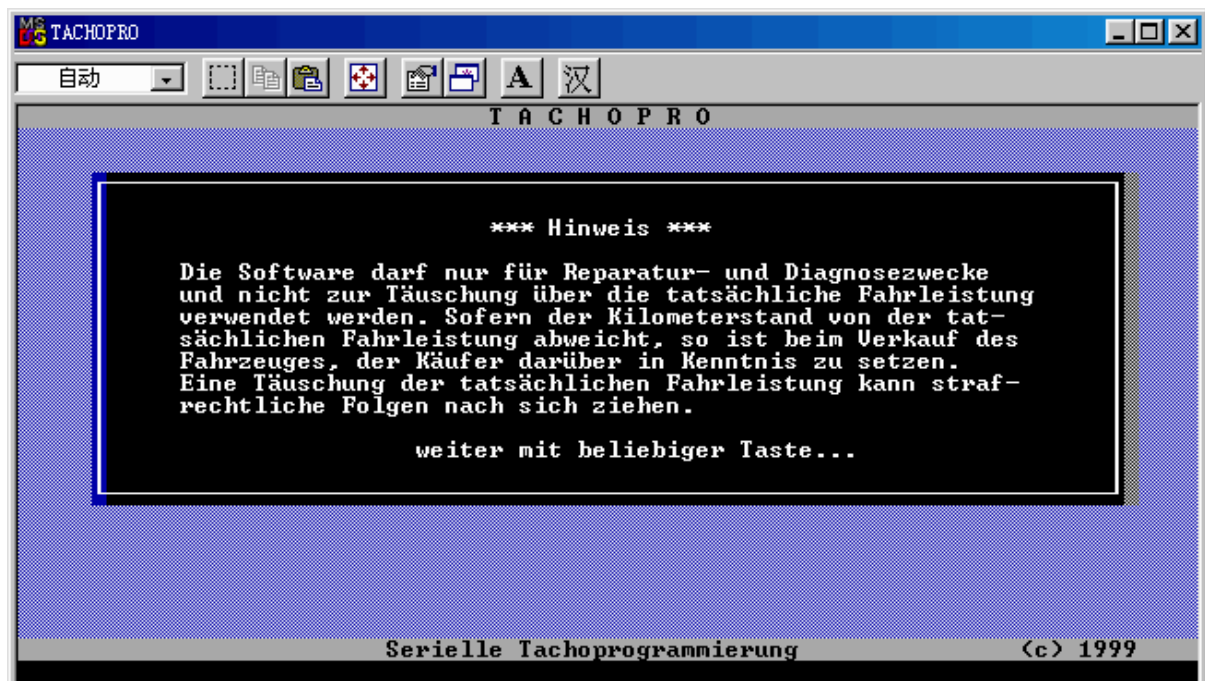 TACHOPRO
自动
A 汉
T A C H O P R O
*** Hinweis ***
Die Software darf nur für Reparatur- und Diagnosezwecke
und nicht zur Täuschung über die tatsächliche Fahrleistung
verwendet werden. Sofern der Kilometerstand von der tat-
sächlichen Fahrleistung abweicht, so ist beim Verkauf des
Fahrzeuges, der Käufer darüber in Kenntnis zu setzen.
Eine Täuschung der tatsächlichen Fahrleistung kann straf-
rechtliche Folgen nach sich ziehen.
weiter mit beliebiger Taste...
Serielle Tachoprogrammierung (c) 1999